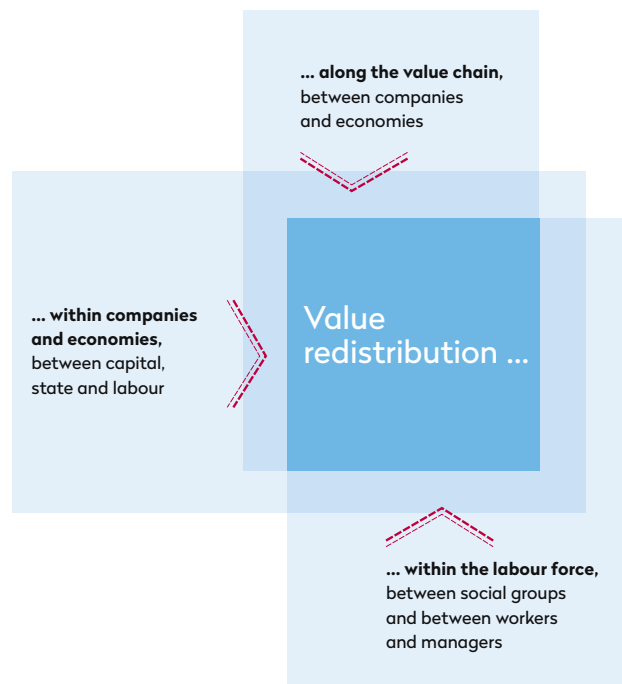 ... along the value chain,
between companies
and economies
... within companies
and economies,
between capital,
state and labour
Value
redistribution ...
... within the labour force,
between social groups
and between workers
and managers